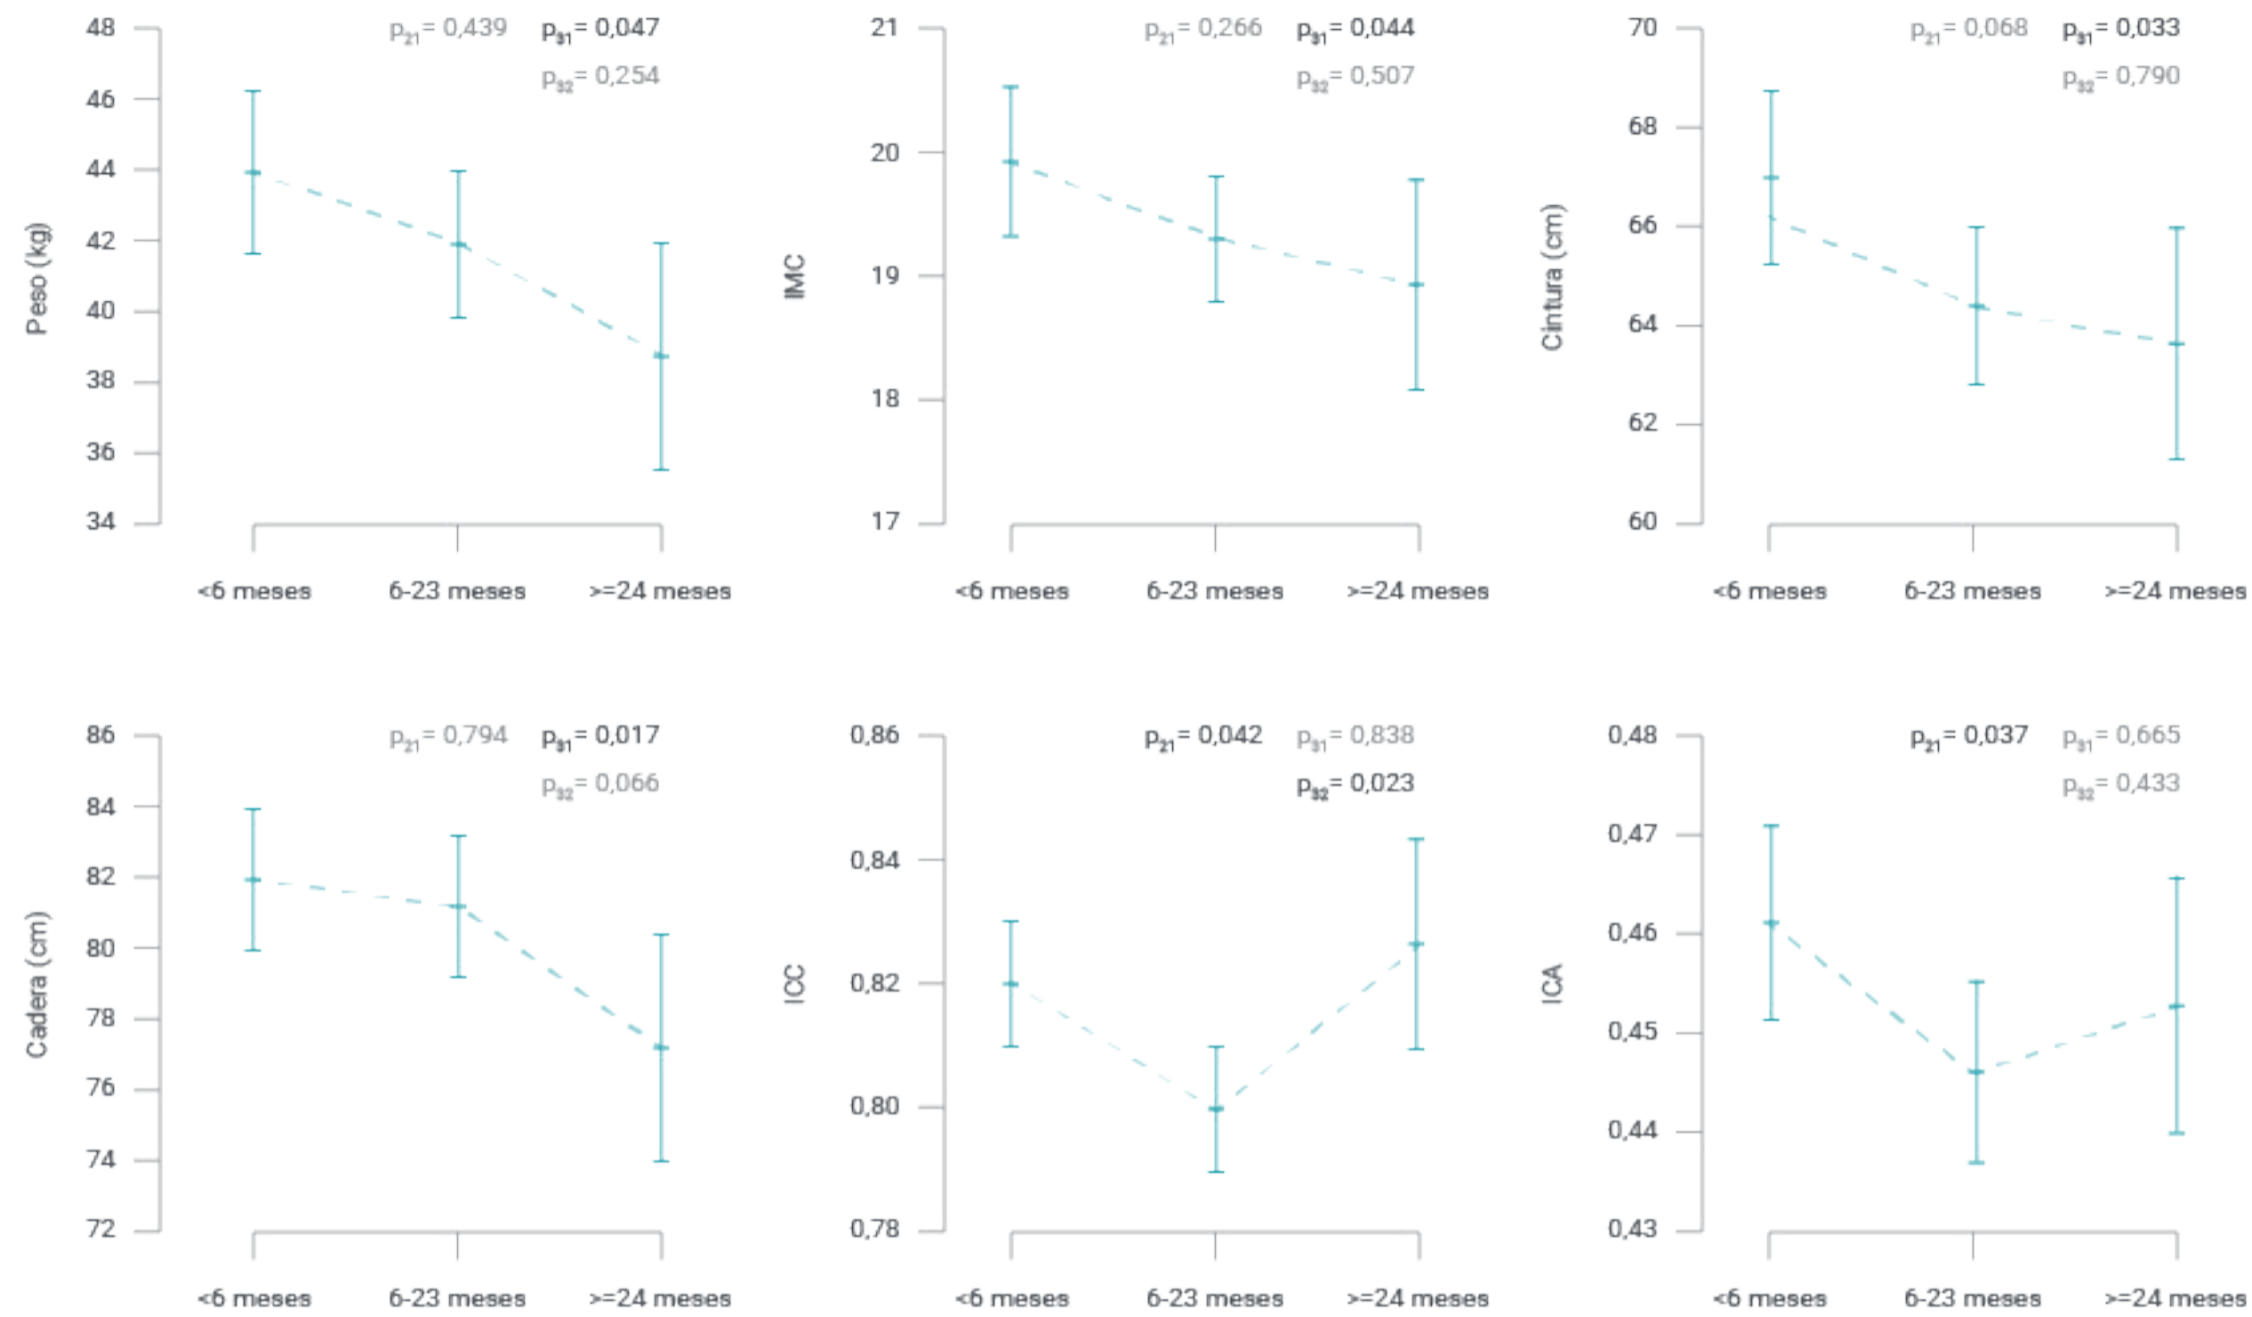 Peso (kg)
48
46
44
42
40
38
36
34
p21= 0,439 p31= 0,047
p32= 0,254
<6 meses 6-23 meses >=24 meses
IMC
21
20
19
18
17
p21= 0,266 p31= 0,044
p32= 0,507
<6 meses 6-23 meses >=24 meses
Cintura (cm)
70
68
66
64
62
60
p21= 0,068 p31= 0,033
p32= 0,790
<6 meses 6-23 meses >=24 meses
Cadera (cm)
86
84
82
80
78
76
74
72
p21= 0,794 p31= 0,017
p32= 0,066
<6 meses 6-23 meses >=24 meses
ICC
0,86
0,84
0,82
0,80
0,78
p21= 0,042 p31= 0,838
p32= 0,023
<6 meses 6-23 meses >=24 meses
ICA
0,48
0,47
0,46
0,45
0,44
0,43
p21= 0,037 p31= 0,665
p32= 0,433
<6 meses 6-23 meses >=24 meses